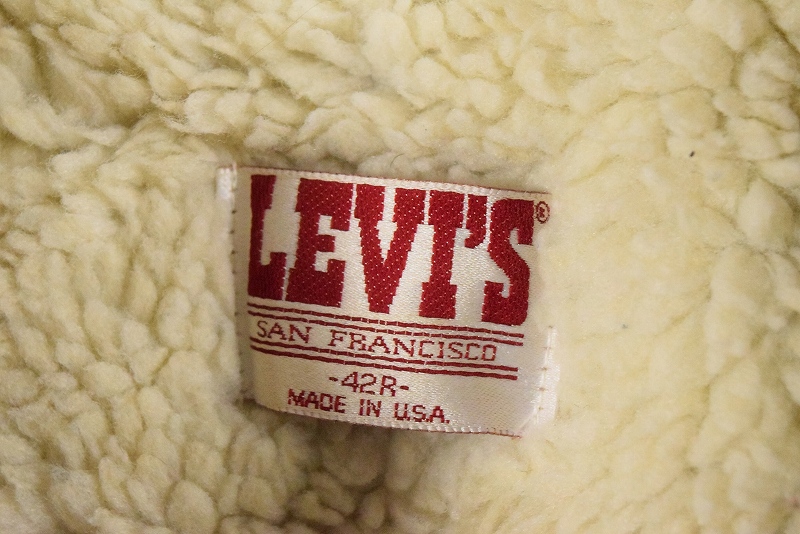 LEVI'S®
SAN FRANCISCO
-42R-
MADE IN U.S.A.